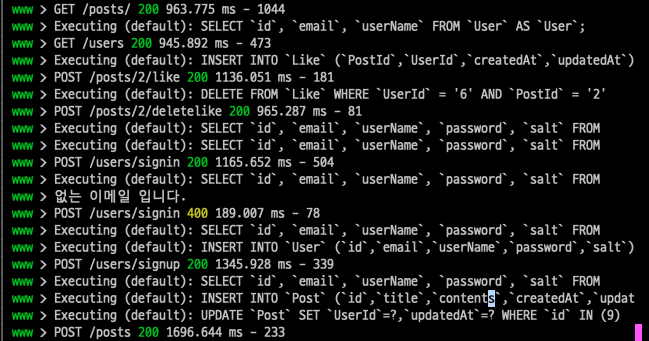 www > GET /posts/ 200 963.775 ms - 1044
www > Executing (default): SELECT `id`, `email`, `userName` FROM `User` AS `User`;
www > GET /users 200 945.892 ms - 473
www > Executing (default): INSERT INTO `Like` (`PostId`,`UserId`,`createdAt`,`updatedAt`)
www > POST /posts/2/like 200 1136.051 ms - 181
www > Executing (default): DELETE FROM `Like` WHERE `UserId` = '6' AND `PostId` = '2'
www > POST /posts/2/deletelike 200 965.287 ms - 81
www > Executing (default): SELECT `id`, `email`, `userName`, `password`, `salt` FROM
www > Executing (default): SELECT `id`, `email`, `userName`, `password`, `salt` FROM
www > POST /users/signin 200 1165.652 ms - 504
www > Executing (default): SELECT `id`, `email`, `userName`, `password`, `salt` FROM
www > 없는 이메일 입니다.
www > POST /users/signin 400 189.007 ms - 78
www > Executing (default): SELECT `id`, `email`, `userName`, `password`, `salt` FROM
www > Executing (default): INSERT INTO `User` (`id`,`email`,`userName`,`password`,`salt`)
www > POST /users/signup 200 1345.928 ms - 339
www > Executing (default): SELECT `id`, `email`, `userName`, `password`, `salt` FROM
www > Executing (default): INSERT INTO `Post` (`id`,`title`,`contents`,`createdAt`,`updat
www > Executing (default): UPDATE `Post` SET `UserId`=?,`updatedAt`=? WHERE `id` IN (9)
www > POST /posts 200 1696.644 ms - 233